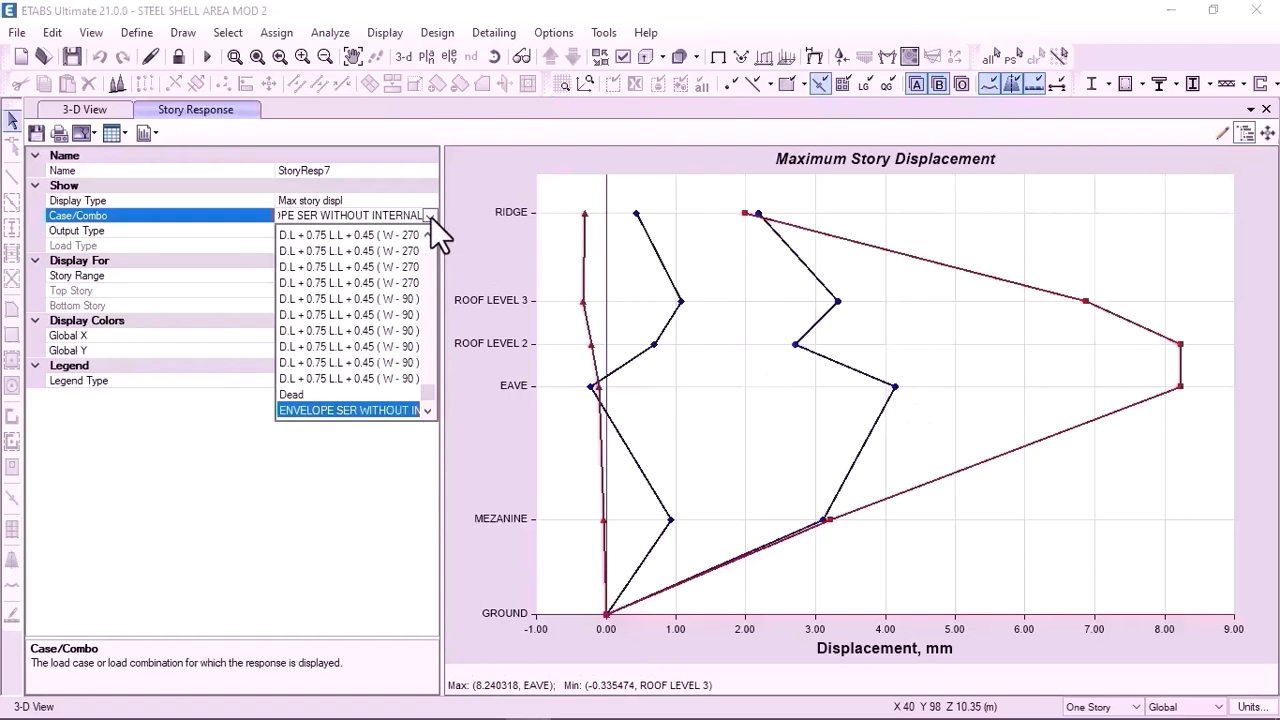 ETABS Ultimate 21.0.0 - STEEL SHELL AREA MOD 2
File Edit View Define Draw Select Assign Analyze Display Design Detailing Options Tools Help
3-d
nd
all
PS
all
LG QG
A B O
3-D View Story Response
Name
Name StoryResp7
Show
Display Type Max story displ
Case/Combo )PE SER WITHOUT INTERNAL
Output Type
Load Type
Display For
Story Range
Top Story
Bottom Story
Display Colors
Global X
Global Y
Legend
Legend Type
D.L + 0.75 L.L + 0.45 ( W - 270
D.L + 0.75 L.L + 0.45 ( W - 270
D.L + 0.75 L.L + 0.45 ( W - 270
D.L + 0.75 L.L + 0.45 ( W - 270
D.L + 0.75 L.L + 0.45 ( W - 90 )
D.L + 0.75 L.L + 0.45 ( W - 90 )
D.L + 0.75 L.L + 0.45 ( W - 90 )
D.L + 0.75 L.L + 0.45 ( W - 90 )
D.L + 0.75 L.L + 0.45 ( W - 90 )
D.L + 0.75 L.L + 0.45 ( W - 90 )
Dead
ENVELOPE SER WITHOUT IN
Case/Combo
The load case or load combination for which the response is displayed.
Maximum Story Displacement
RIDGE
ROOF LEVEL 3
ROOF LEVEL 2
EAVE
MEZANINE
GROUND
-1.00 0.00 1.00 2.00 3.00 4.00 5.00 6.00 7.00 8.00 9.00
Displacement, mm
Max: (8.240318, EAVE); Min: (-0.335474, ROOF LEVEL 3)
3-D View X 40 Y 98 Z 10.35 (m) One Story Global Units...